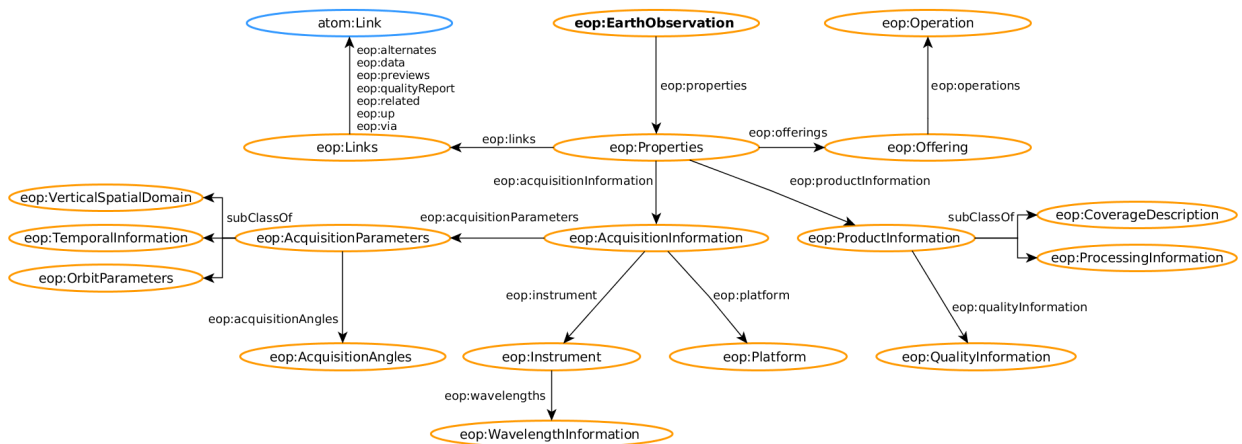 atom:Link
eop:EarthObservation
eop:Operation
eop:alternates
eop:data
eop:previews
eop:qualityReport
eop:related
eop:up
eop:via
eop:properties
eop:operations
eop:Links
eop:links
eop:Properties
eop:offerings
eop:Offering
eop:acquisitionInformation
eop:productInformation
eop:VerticalSpatialDomain
subClassOf
eop:acquisitionParameters
eop:TemporalInformation
eop:AcquisitionParameters
eop:AcquisitionInformation
eop:ProductInformation
subClassOf
eop:CoverageDescription
eop:ProcessingInformation
eop:OrbitParameters
eop:instrument
eop:platform
eop:qualityInformation
eop:acquisitionAngles
eop:AcquisitionAngles
eop:Instrument
eop:Platform
eop:QualityInformation
eop:wavelengths
eop:WavelengthInformation